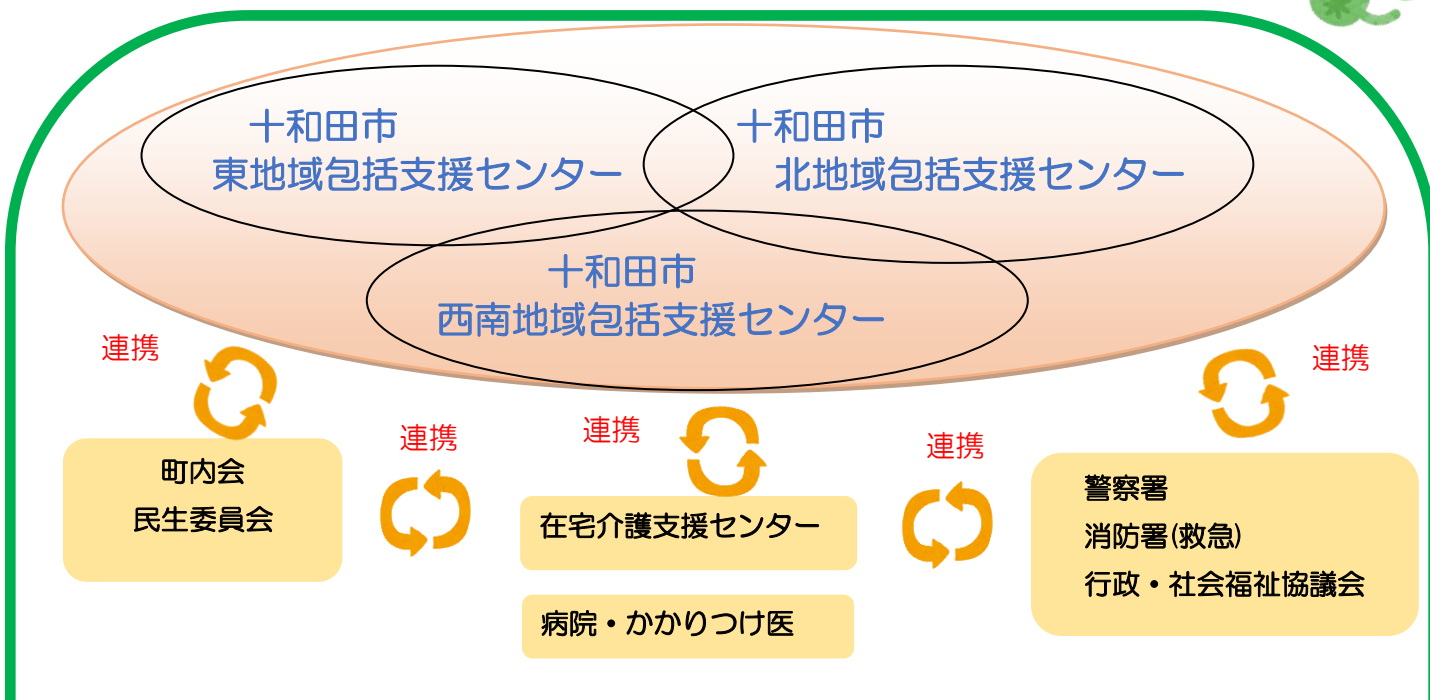 十和田市
東地域包括支援センター
十和田市
北地域包括支援センター
十和田市
西南地域包括支援センター
連携
連携
連携
連携
連携
町内会
民生委員会
在宅介護支援センター
病院・かかりつけ医
警察署
消防署(救急)
行政・社会福祉協議会